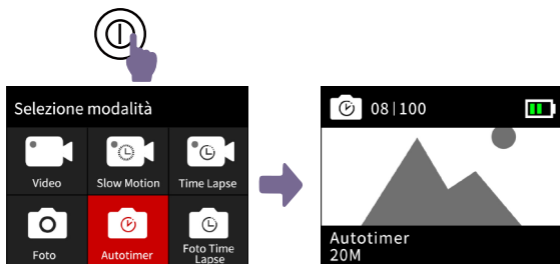 Selezione modalità
Video
Slow Motion
Time Lapse
Foto
Autotimer
Foto Time
Lapse
08|100
Autotimer
20M